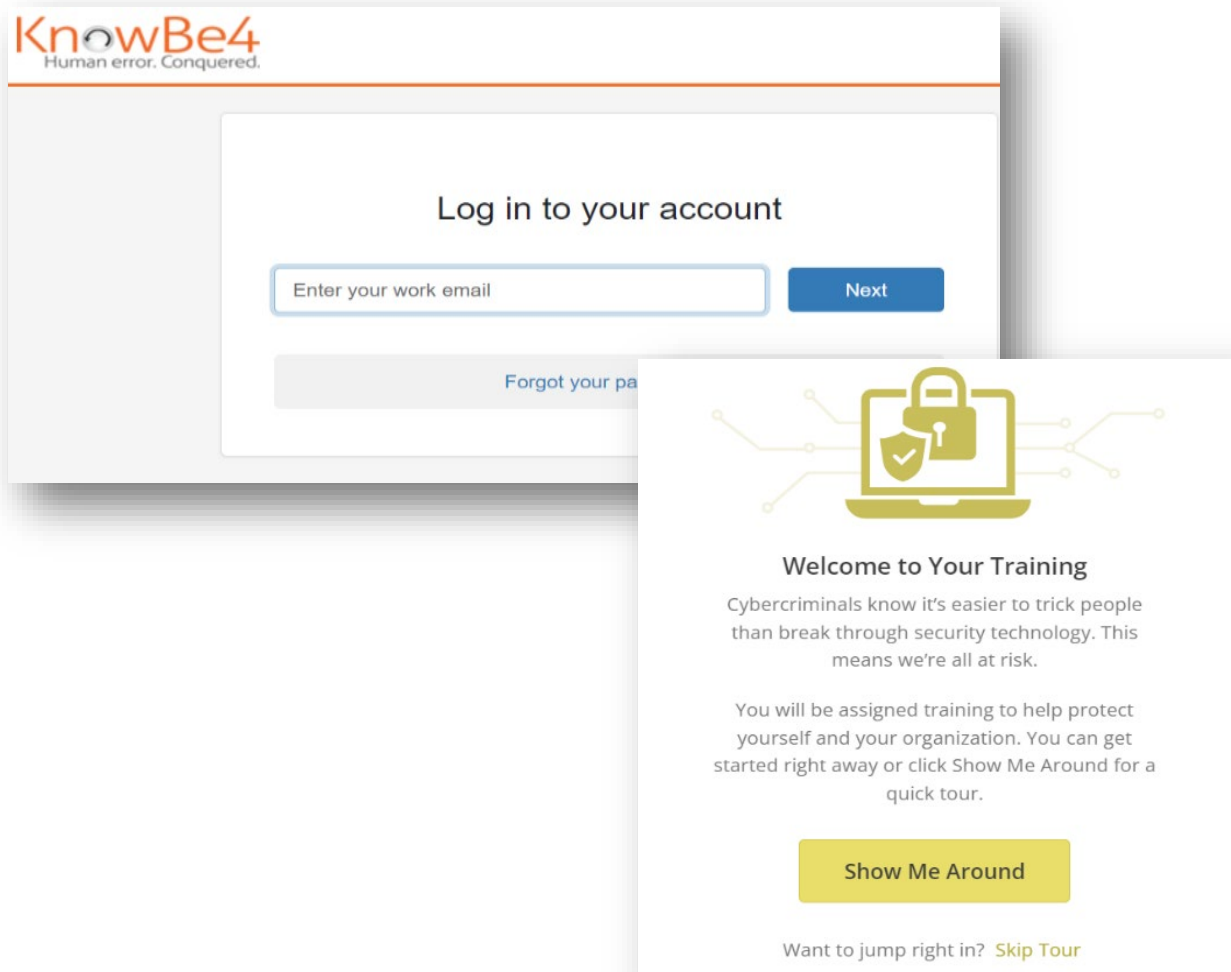 KnowBe4
Human error. Conquered.
Log in to your account
Enter your work email
Next
Forgot your
Welcome to Your Training
Cybercriminals know it's easier to trick people
than break through security technology. This
means we're all at risk.
You will be assigned training to help protect
yourself and your organization. You can get
started right away or click Show Me Around for a
quick tour.
Show Me Around
Want to jump right in? Skip Tour